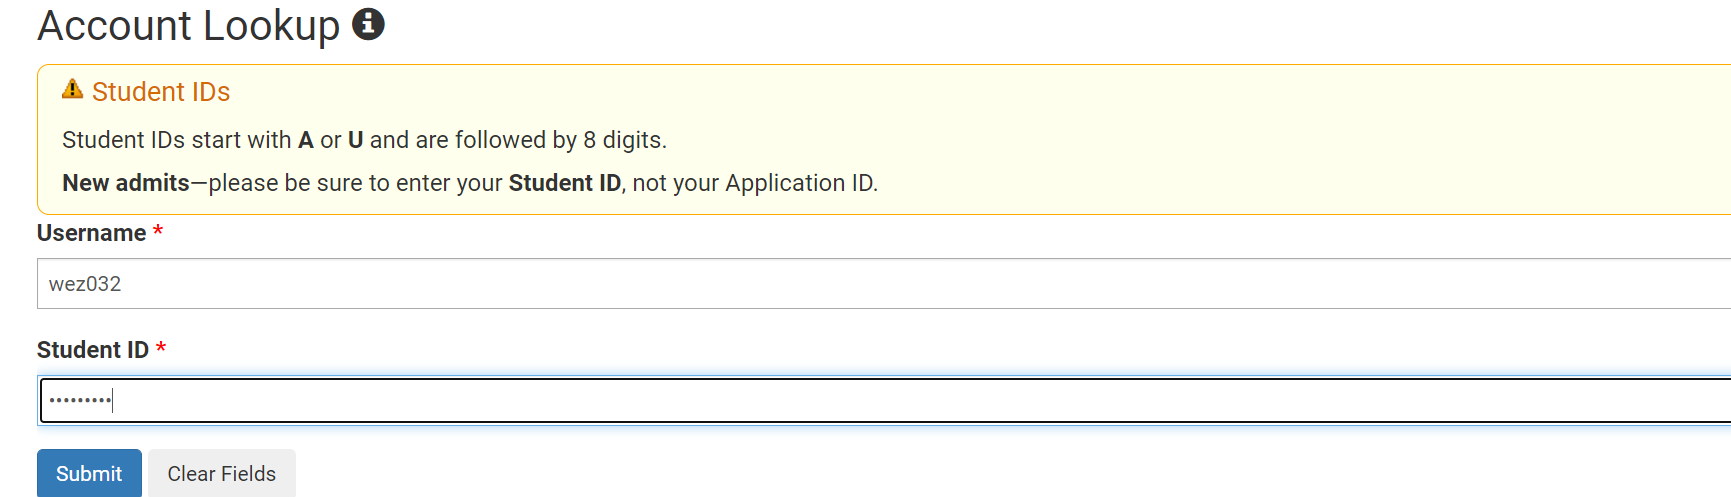 Account Lookup
Student IDs
Student IDs start with A or U and are followed by 8 digits.
New admits—please be sure to enter your Student ID, not your Application ID.
Username *
wez032
Student ID *
•••••••••
Submit Clear Fields